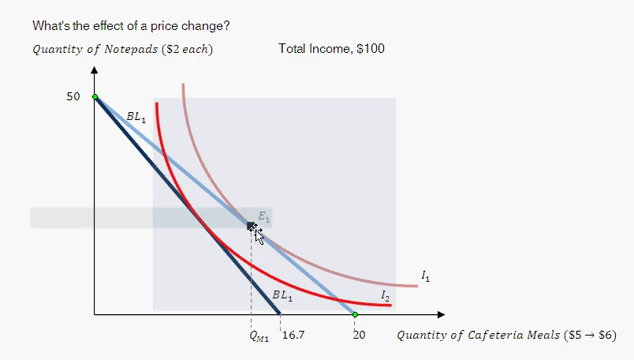 What's the effect of a price change?
Quantity of Notepads ($2 each)
Total Income, $100
50
BL₁
E₁
I₁
BL₁
I₂
Q_M1
16.7
20
Quantity of Cafeteria Meals ($5 → $6)